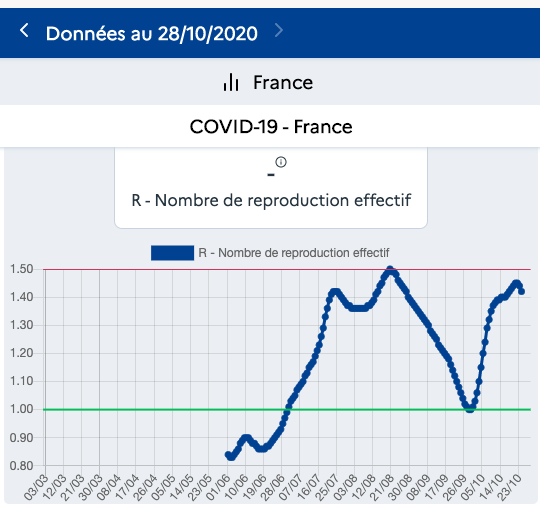 Données au 28/10/2020
France
COVID-19 - France
-
R - Nombre de reproduction effectif
R - Nombre de reproduction effectif
1.50
1.40
1.30
1.20
1.10
1.00
0.90
0.80
03/03 12/03 21/03 30/03 08/04 17/04 26/04 05/05 14/05 23/05 01/06 10/06 19/06 28/06 07/07 16/07 25/07 03/08 12/08 21/08 30/08 08/09 17/09 26/09 05/10 14/10 23/10